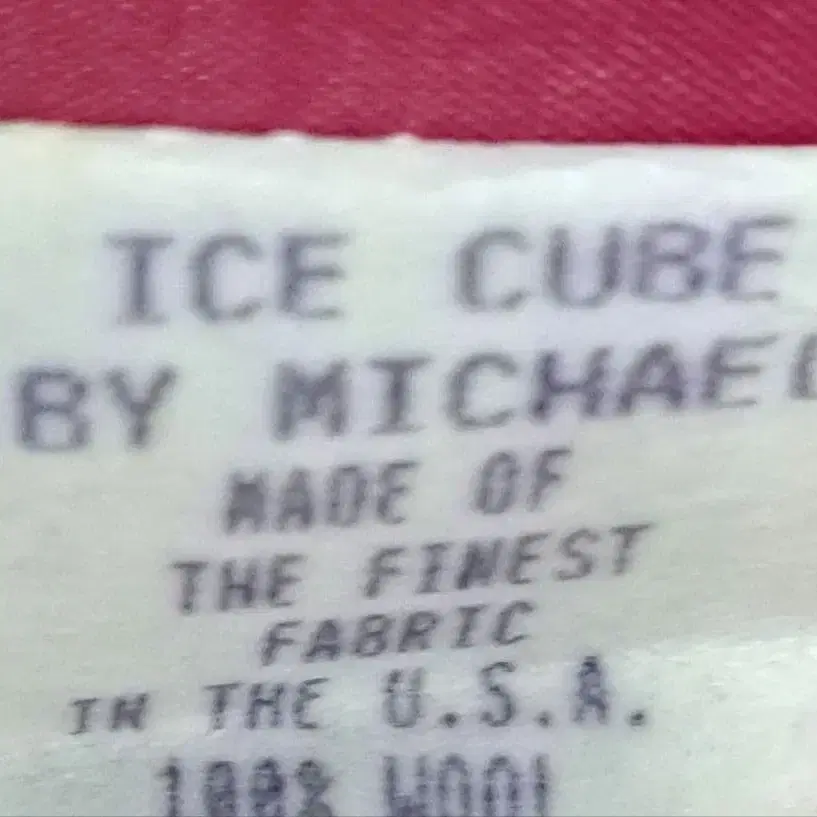 ICE CUBE
BY MICHAEL
MADE OF
THE FINEST
FABRIC
IN THE U.S.A.
100% WOOL